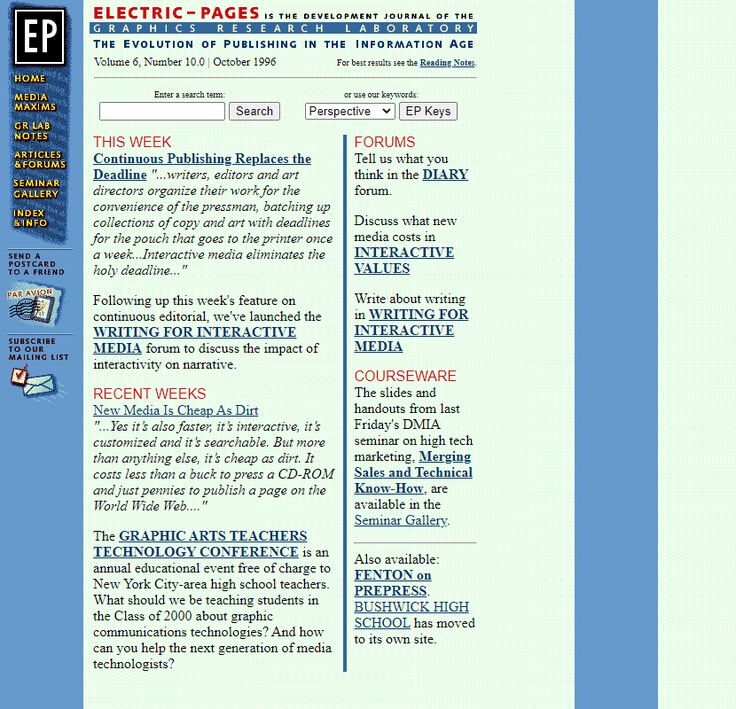 EP
HOME
MEDIA
MAXIMS
GR LAB
NOTES
ARTICLES
& FORUMS
SEMINAR
GALLERY
INDEX
& INFO
SEND A
POSTCARD
TO A FRIEND
PAR AVION
SUBSCRIBE
TO OUR
MAILING LIST
ELECTRIC-PAGES IS THE DEVELOPMENT JOURNAL OF THE
GRAPHICS RESEARCH LABORATORY
THE EVOLUTION OF PUBLISHING IN THE INFORMATION AGE
Volume 6, Number 10.0 | October 1996
For best results see the Reading Notes.
Enter a search term:
Search
or use our keywords:
Perspective
EP Keys
THIS WEEK
Continuous Publishing Replaces the
Deadline "...writers, editors and art
directors organize their work for the
convenience of the pressman, batching up
collections of copy and art with deadlines
for the pouch that goes to the printer once
a week...Interactive media eliminates the
holy deadline..."
Following up this week's feature on
continuous editorial, we've launched the
WRITING FOR INTERACTIVE
MEDIA forum to discuss the impact of
interactivity on narrative.
RECENT WEEKS
New Media Is Cheap As Dirt
"...Yes it's also faster, it's interactive, it's
customized and it's searchable. But more
than anything else, it's cheap as dirt. It
costs less than a buck to press a CD-ROM
and just pennies to publish a page on the
World Wide Web...."
The GRAPHIC ARTS TEACHERS
TECHNOLOGY CONFERENCE is an
annual educational event free of charge to
New York City-area high school teachers.
What should we be teaching students in
the Class of 2000 about graphic
communications technologies? And how
can you help the next generation of media
technologists?
FORUMS
Tell us what you
think in the DIARY
forum.
Discuss what new
media costs in
INTERACTIVE
VALUES
Write about writing
in WRITING FOR
INTERACTIVE
MEDIA
COURSEWARE
The slides and
handouts from last
Friday's DMIA
seminar on high tech
marketing, Merging
Sales and Technical
Know-How, are
available in the
Seminar Gallery.
Also available:
FENTON on
PREPRESS.
BUSHWICK HIGH
SCHOOL has moved
to its own site.